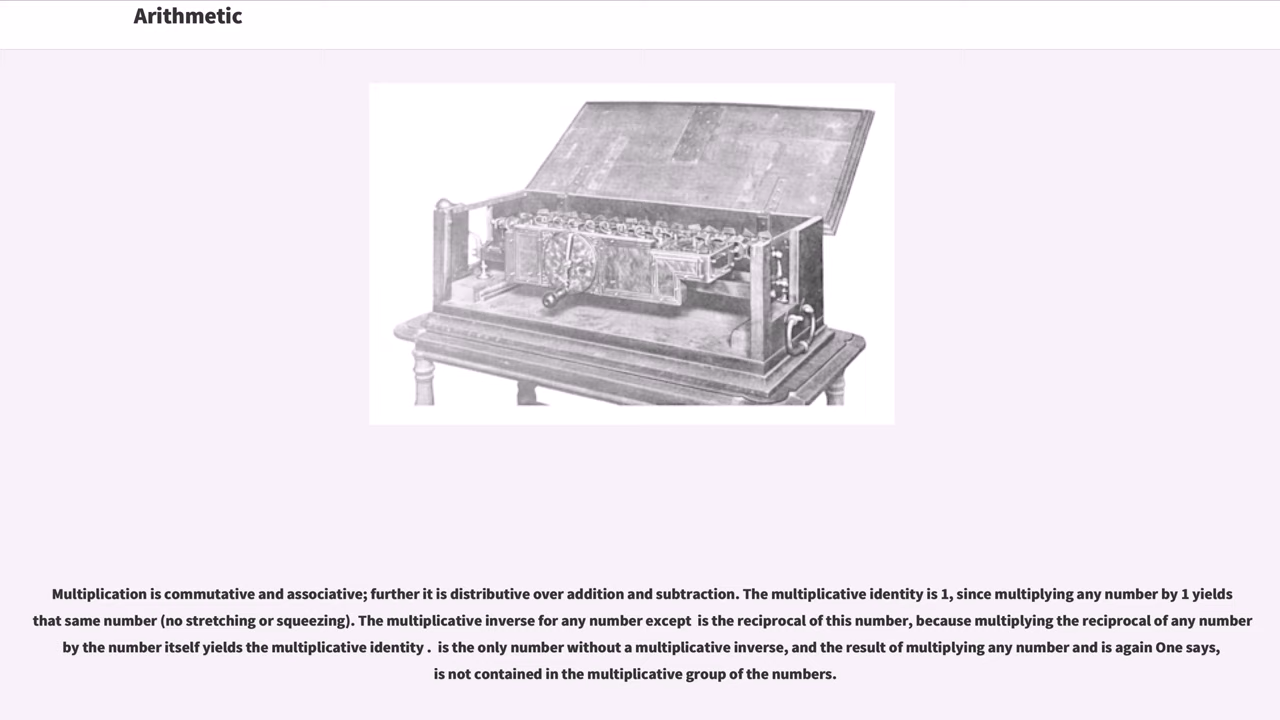 Arithmetic
Multiplication is commutative and associative; further it is distributive over addition and subtraction. The multiplicative identity is 1, since multiplying any number by 1 yields
that same number (no stretching or squeezing). The multiplicative inverse for any number except  is the reciprocal of this number, because multiplying the reciprocal of any number
by the number itself yields the multiplicative identity .  is the only number without a multiplicative inverse, and the result of multiplying any number and is again One says,
is not contained in the multiplicative group of the numbers.